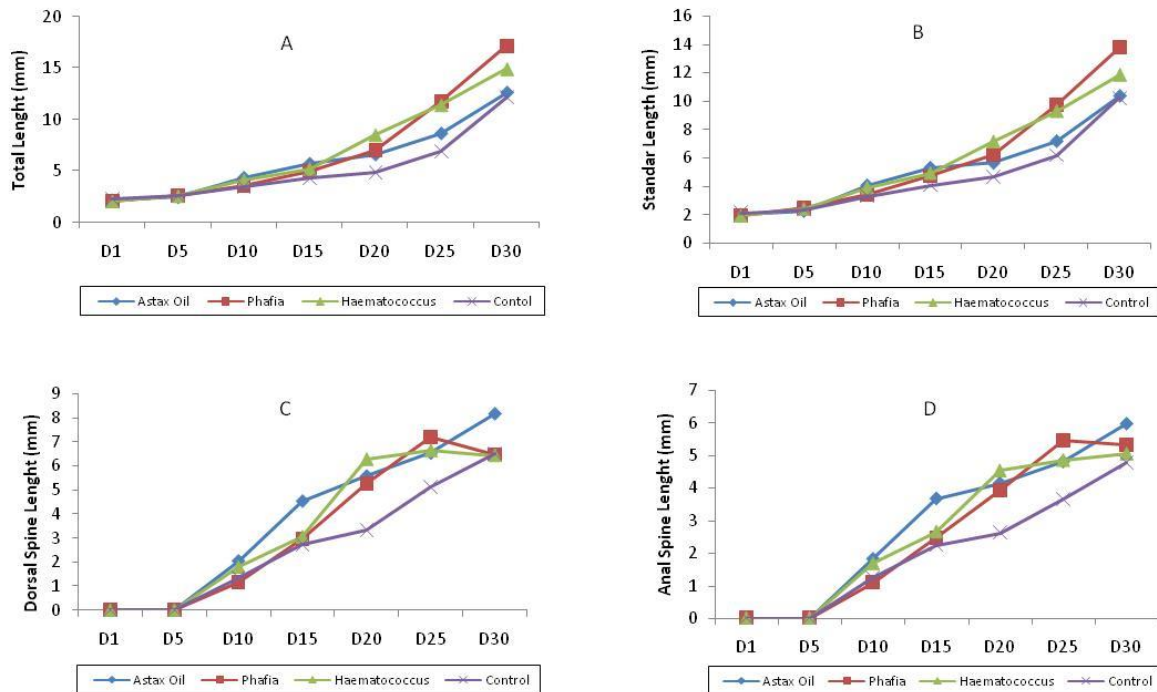 A
Total Lenght (mm)
20
15
10
5
0
D1 D5 D10 D15 D20 D25 D30
Astax Oil Phafia Haematococcus Contol
B
Standar Length (mm)
16
14
12
10
8
6
4
2
0
D1 D5 D10 D15 D20 D25 D30
Astax Oil Phafia Haematococcus Control
C
Dorsal Spine Lenght (mm)
9
8
7
6
5
4
3
2
1
0
D1 D5 D10 D15 D20 D25 D30
Astax Oil Phafia Haematococcus Control
D
Anal Spine Lenght (mm)
7
6
5
4
3
2
1
0
D1 D5 D10 D15 D20 D25 D30
Astax Oil Phafia Haematococcus Control